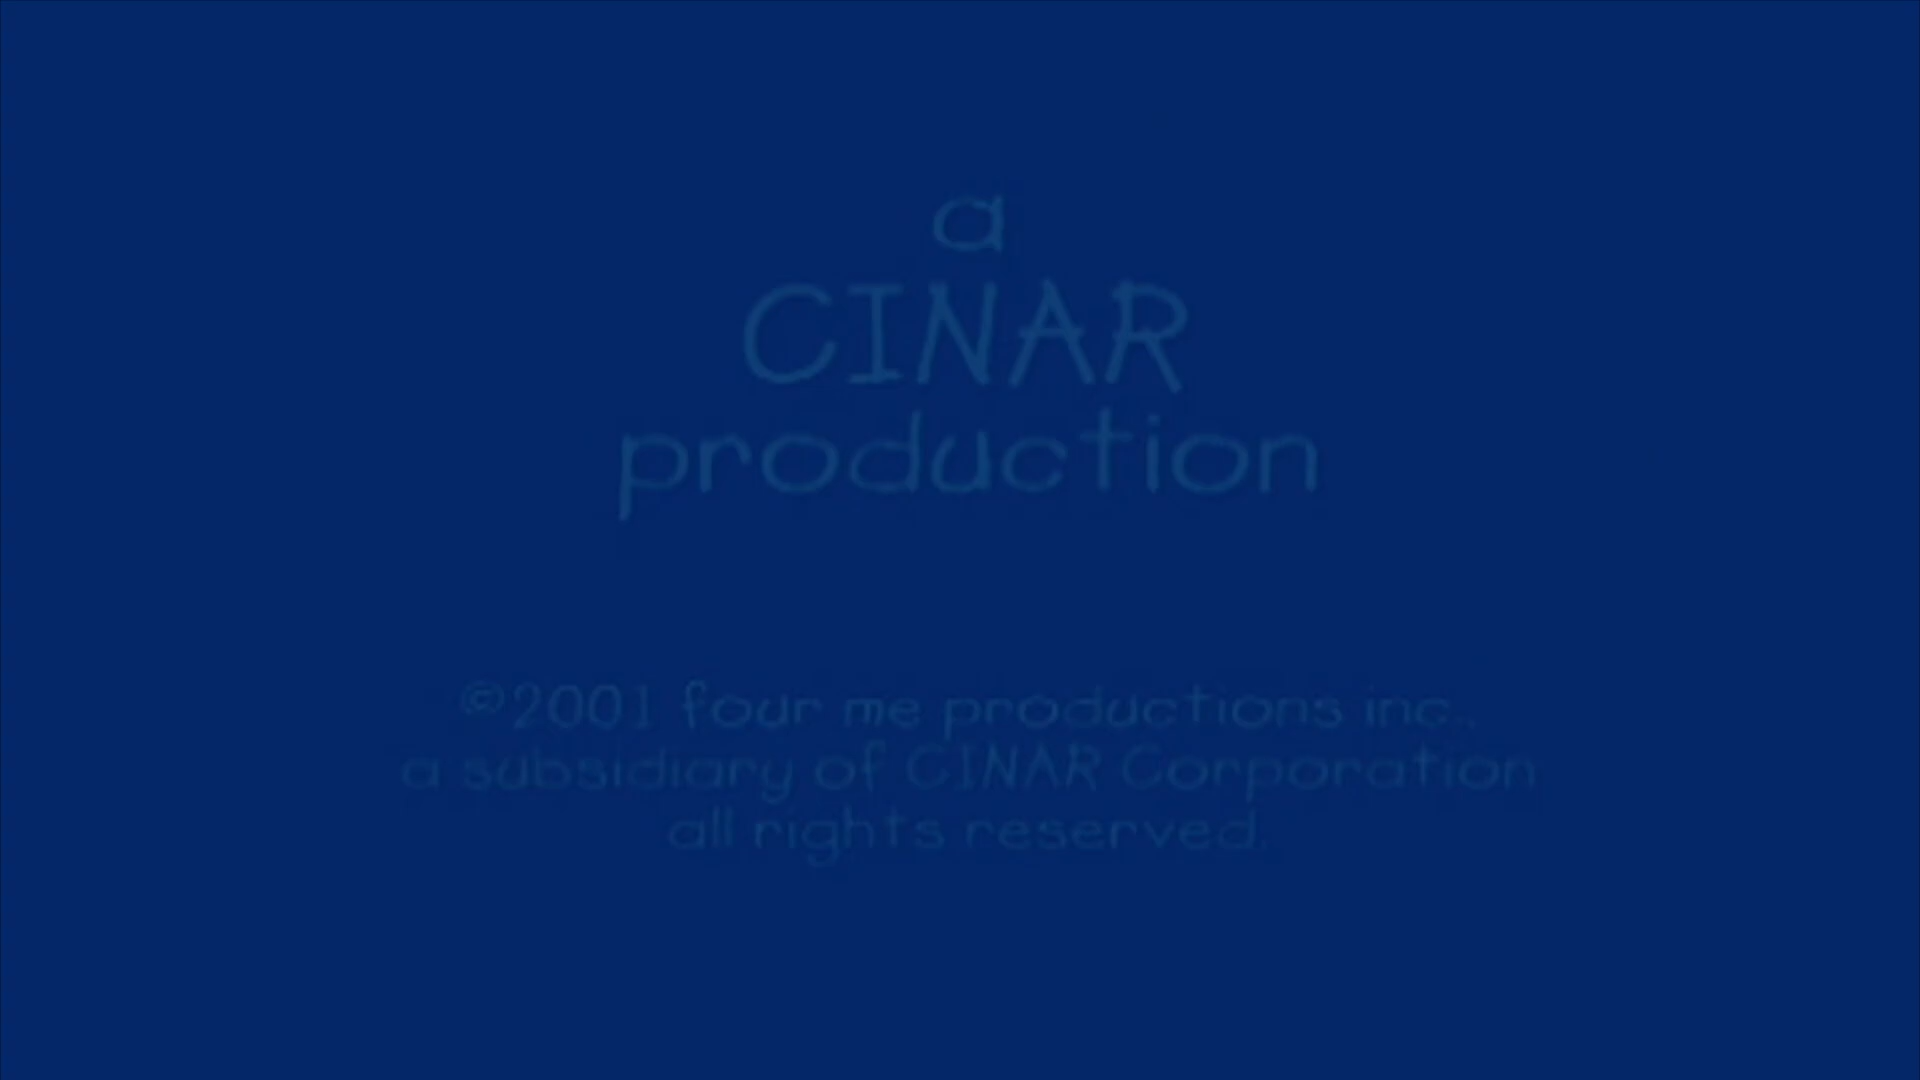 a
CINAR
production
©2001 four me productions inc.,
a subsidiary of CINAR Corporation
all rights reserved.